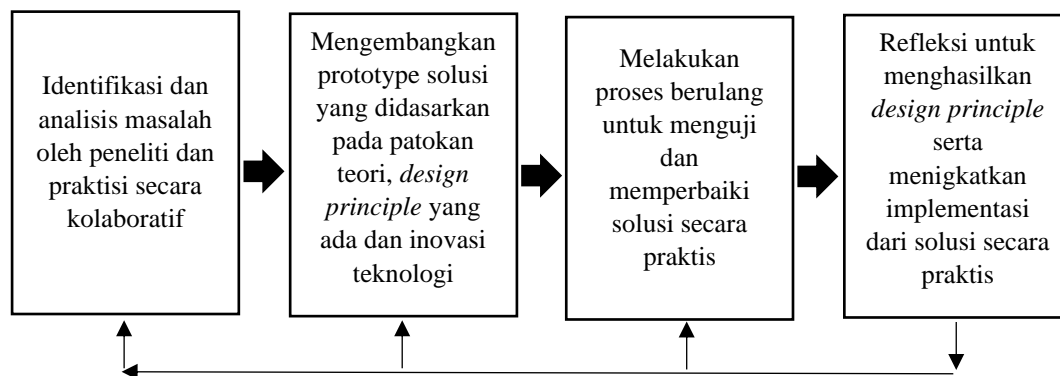 Identifikasi dan
analisis masalah
oleh peneliti dan
praktisi secara
kolaboratif
Mengembangkan
prototype solusi
yang didasarkan
pada patokan
teori, design
principle yang
ada dan inovasi
teknologi
Melakukan
proses berulang
untuk menguji
dan
memperbaiki
solusi secara
praktis
Refleksi untuk
menghasilkan
design principle
serta
menigkatkan
implementasi
dari solusi secara
praktis